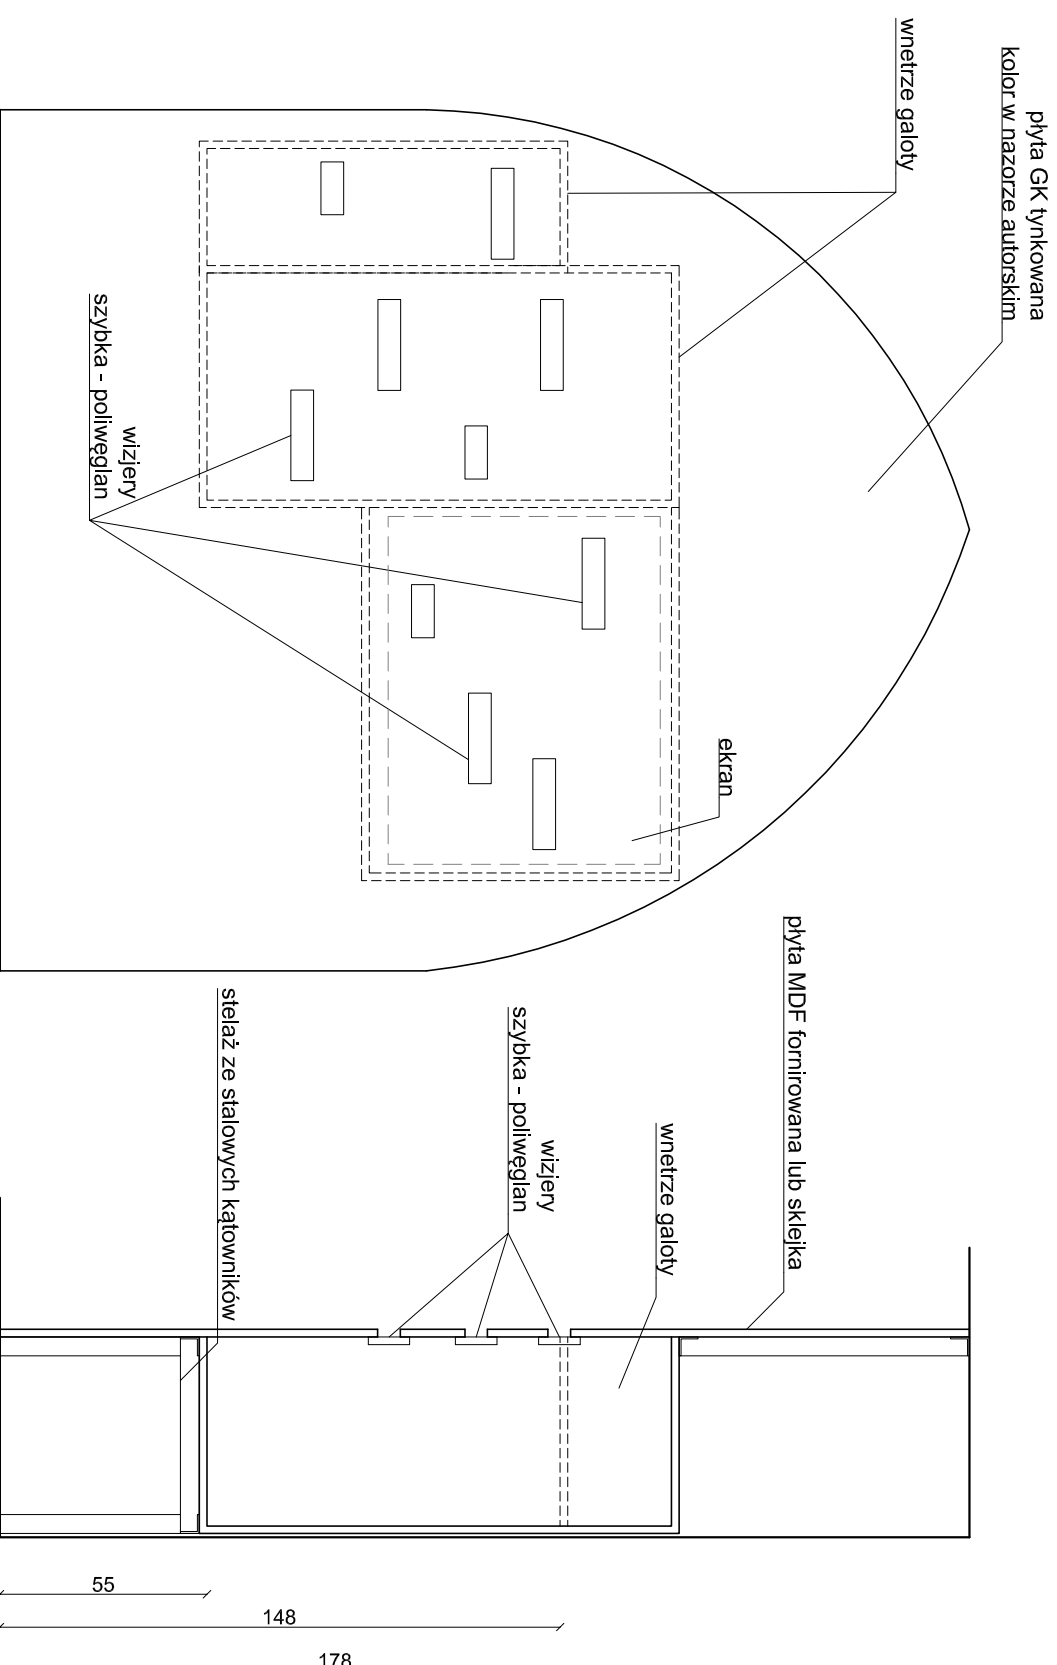 płyta GK tynkowana
kolor w nazorze autorskim
wnetrze galoty
wizjery
szybka - poliwęglan
ekran
płyta MDF fornirowana lub sklejka
wnetrze galoty
wizjery
szybka - poliwęglan
stelaż ze stalowych kątowników
55
148
178